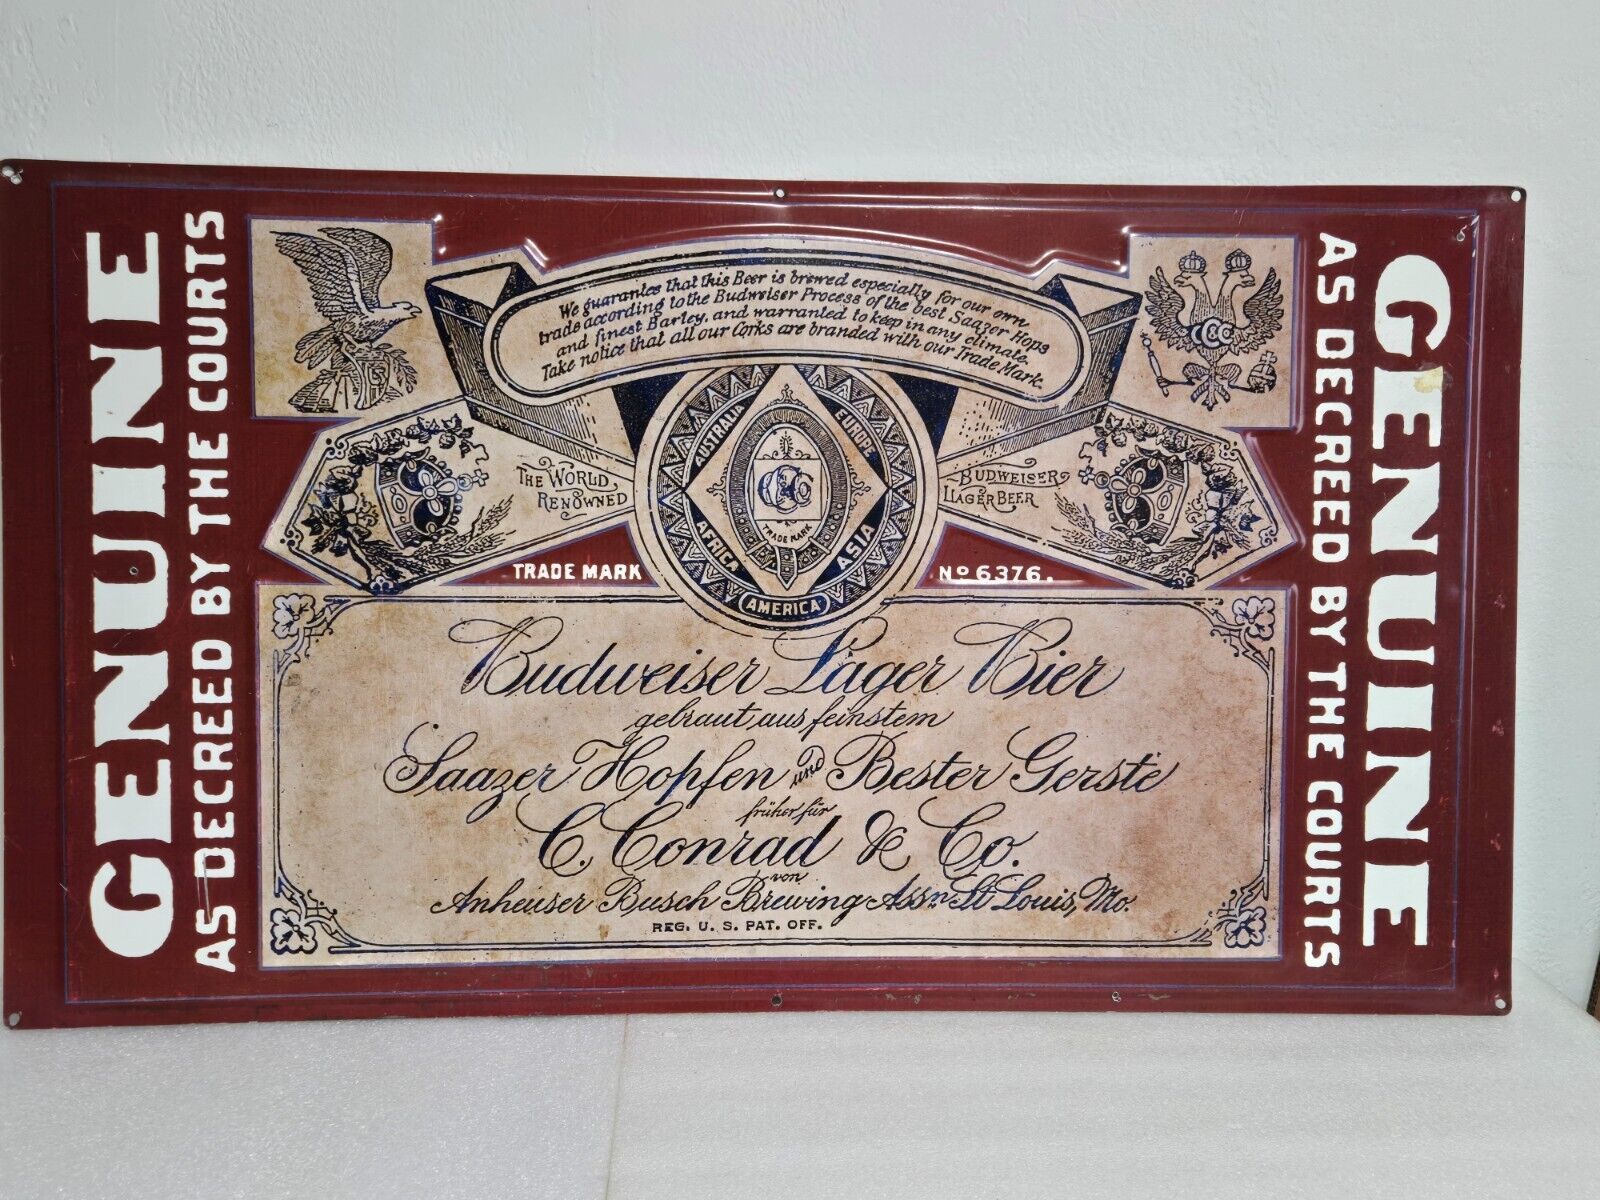 GENUINE
AS DECREED BY THE COURTS
We guarantee that this Beer is brewed especially for our own
trade according to the Budweiser Process of the best Saazer Hops
and finest Barley, and warranted to keep in any climate.
Take notice that all our Corks are branded with our Trade Mark.
CCC
AUSTRALIA
EUROPE
THE WORLD
RENOWNED
BUDWEISER
LAGER BEER
TRADE MARK
AFRICA
ASIA
AMERICA
TRADE MARK
No 6376.
Budweiser Lager Bier
gebraut aus feinstem
Saazer Hopfen und Bester Gerste
früher für
C. Conrad & Co.
von
Anheuser Busch Brewing Assn. St Louis, Mo.
REG. U. S. PAT. OFF.
GENUINE
AS DECREED BY THE COURTS